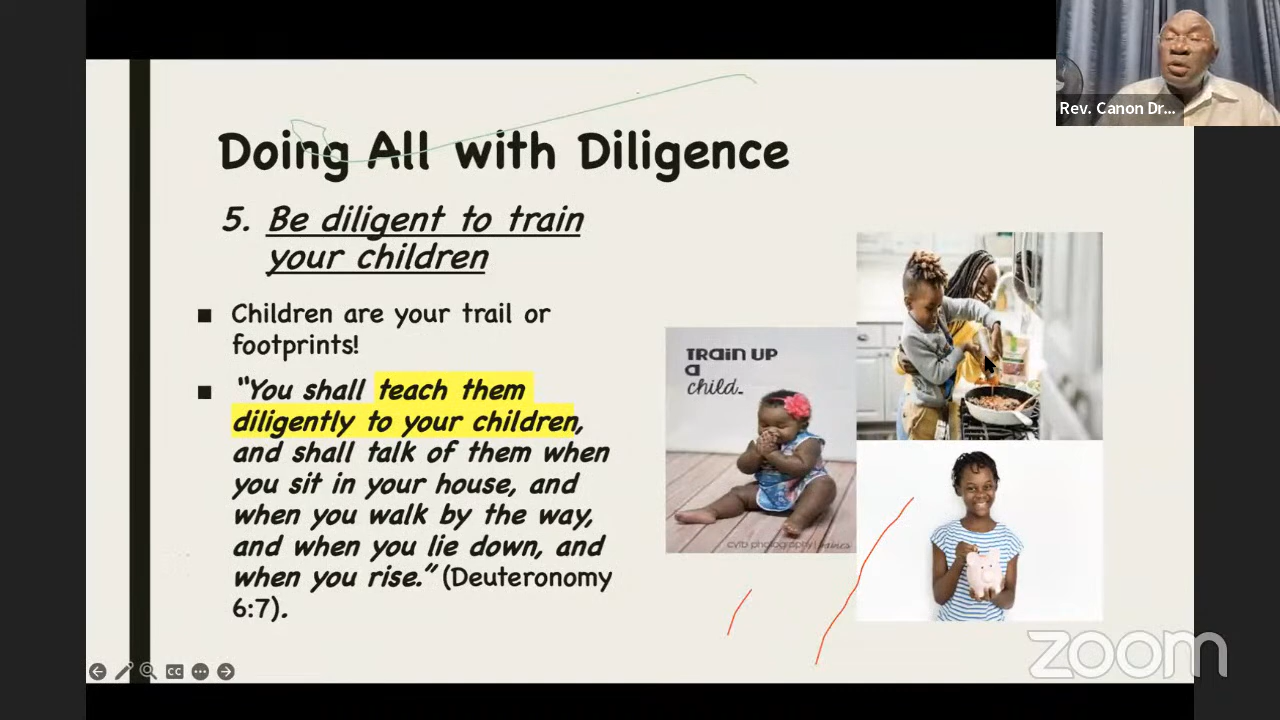 Rev. Canon Dr...
Doing All with Diligence
5. Be diligent to train
your children
■ Children are your trail or
footprints!
■ "You shall teach them
diligently to your children,
and shall talk of them when
you sit in your house, and
when you walk by the way,
and when you lie down, and
when you rise." (Deuteronomy
6:7).
TRAIN UP
a
child.
cyrb photography
CC
zoom